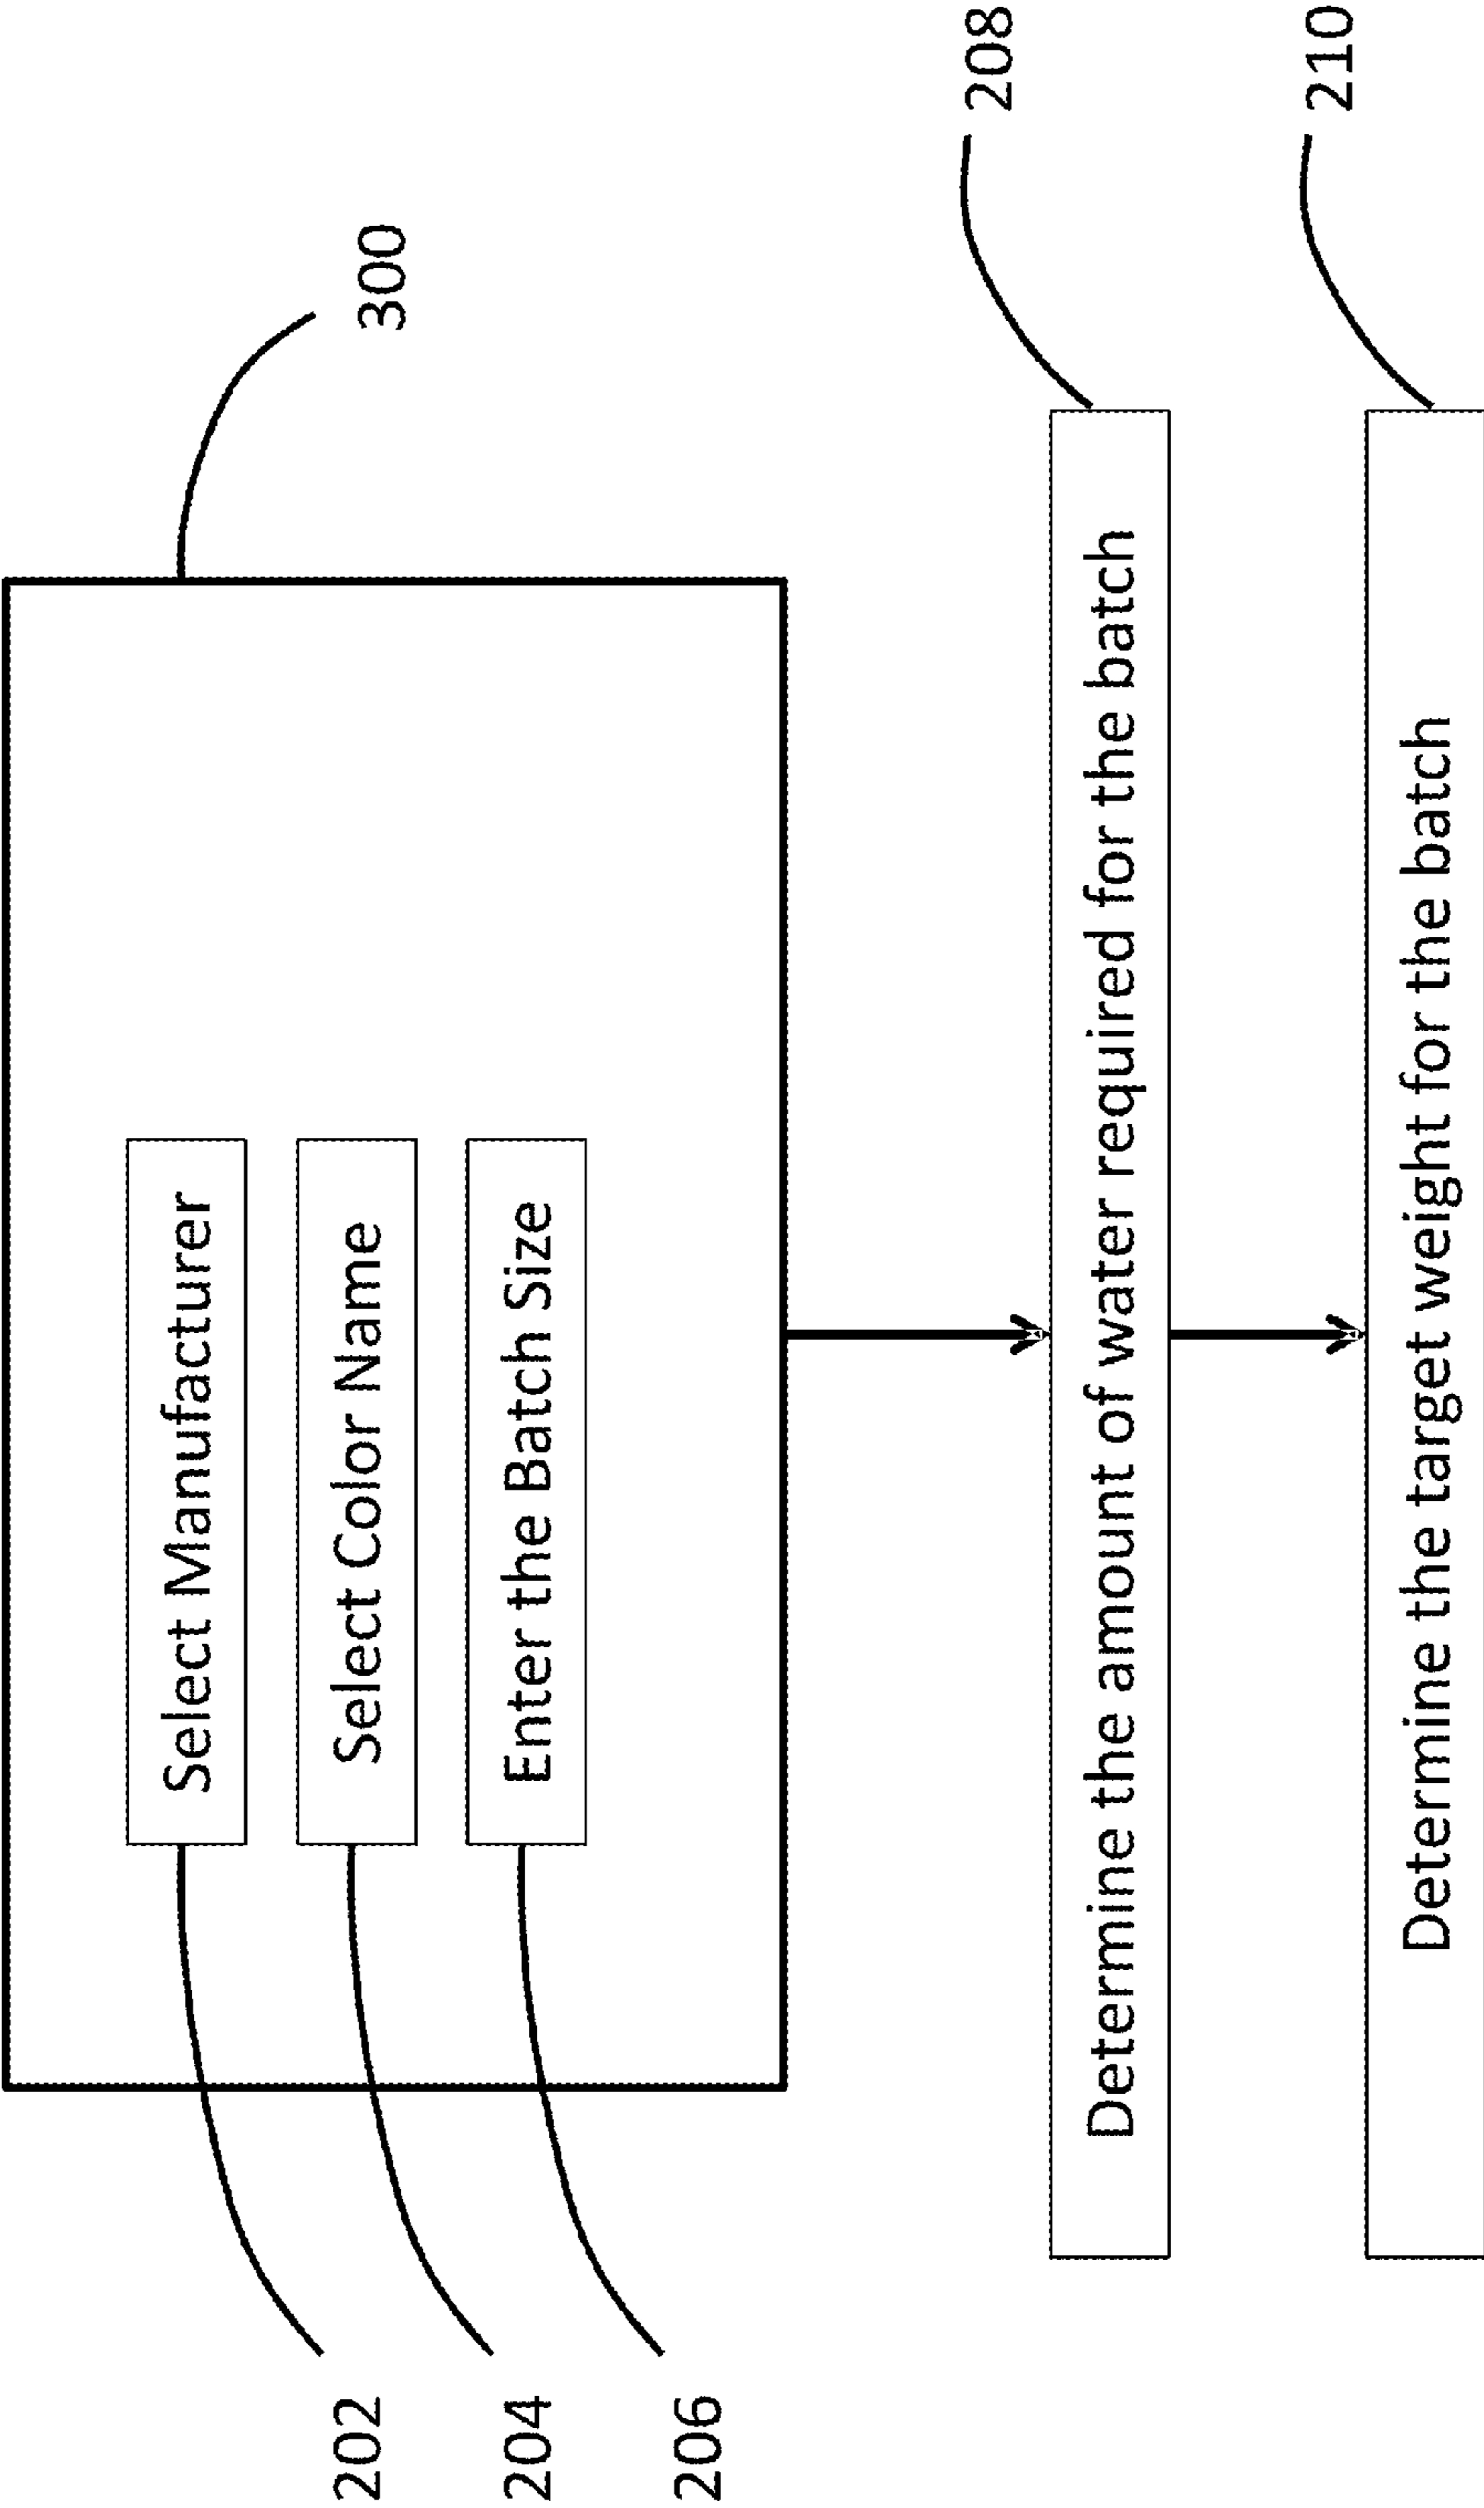 300
202
Select Manufacturer
204
Select Color Name
206
Enter the Batch Size
208
Determine the amount of water required for the batch
210
Determine the target weight for the batch